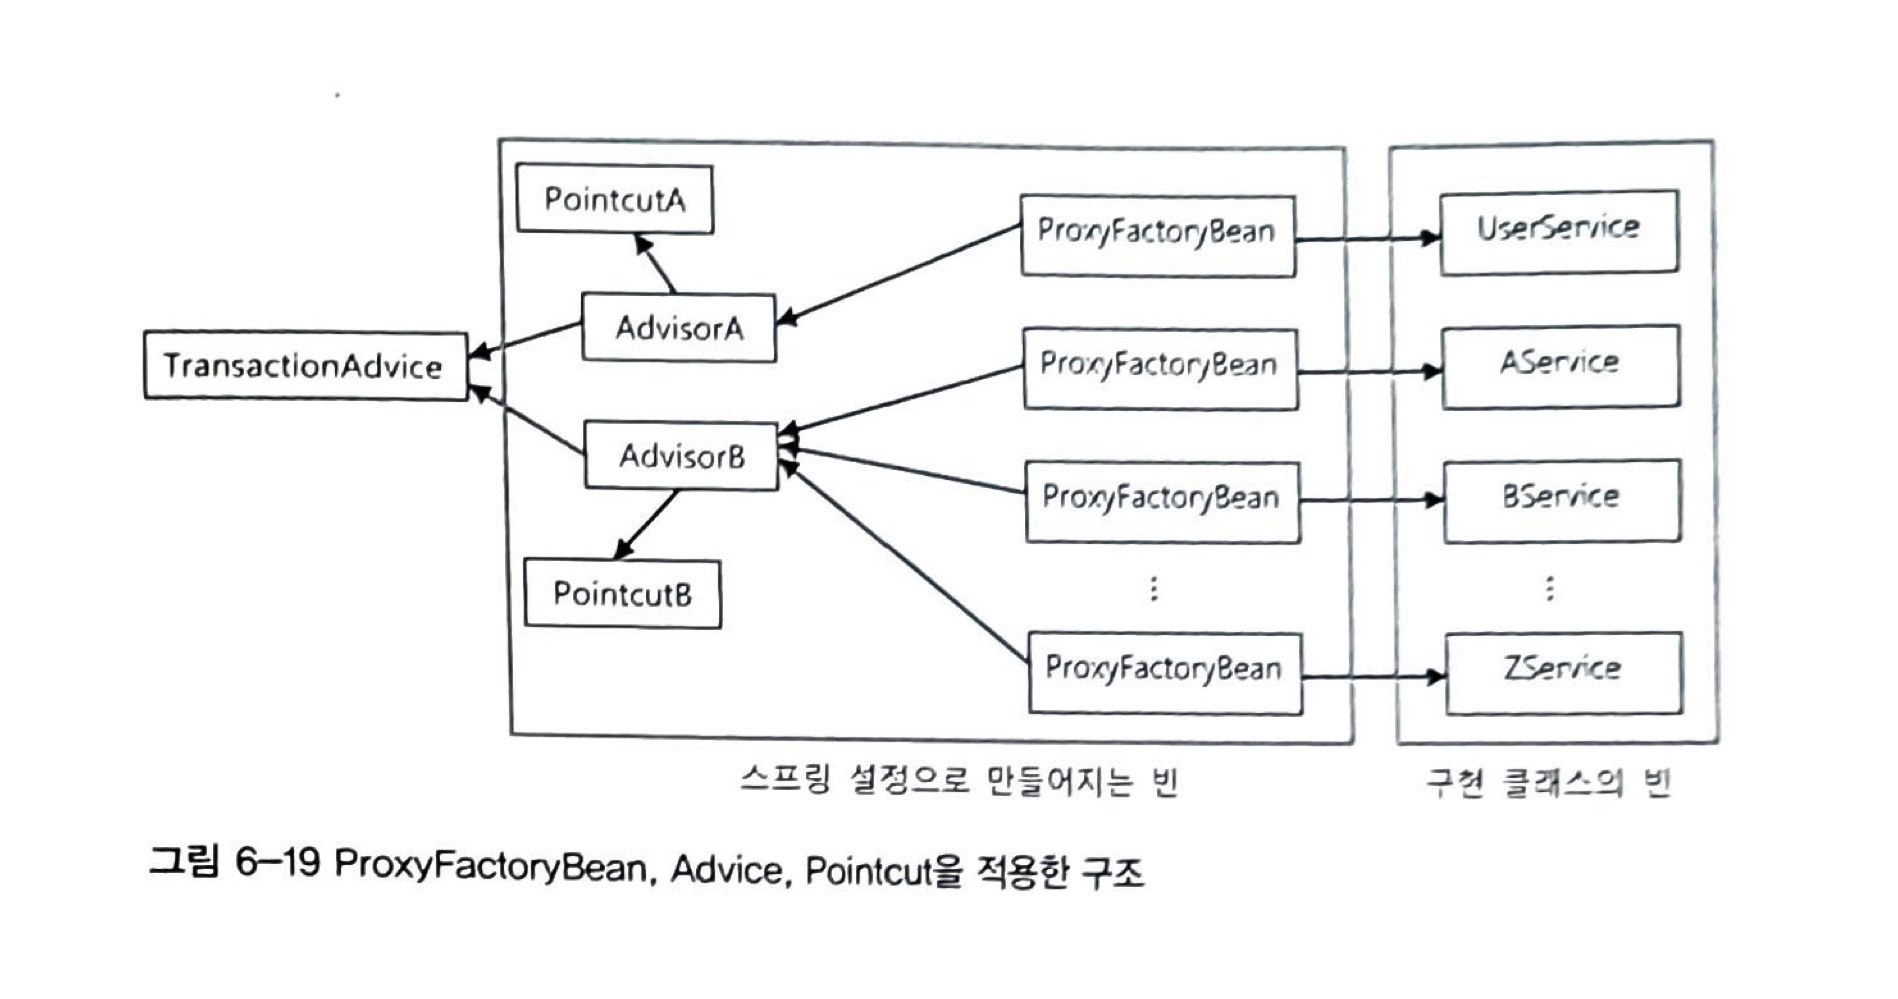 PointcutA
ProxyFactoryBean
UserService
AdvisorA
TransactionAdvice
ProxyFactoryBean
AService
AdvisorB
ProxyFactoryBean
BService
PointcutB
⋮
⋮
ProxyFactoryBean
ZService
스프링 설정으로 만들어지는 빈
구현 클래스의 빈
그림 6–19 ProxyFactoryBean, Advice, Pointcut을 적용한 구조